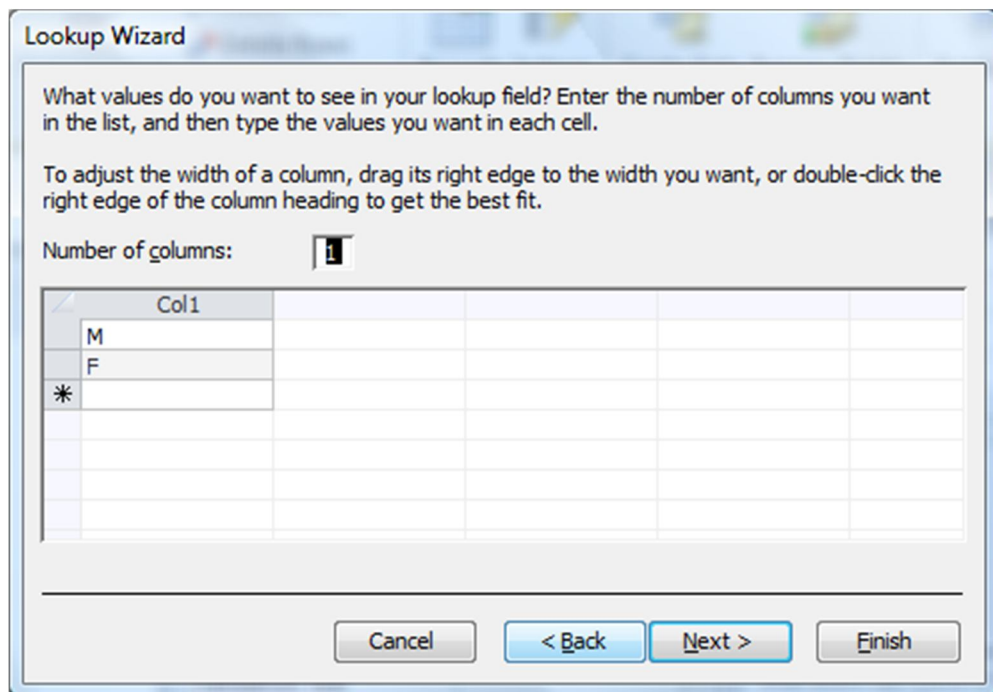 Lookup Wizard
What values do you want to see in your lookup field? Enter the number of columns you want
in the list, and then type the values you want in each cell.
To adjust the width of a column, drag its right edge to the width you want, or double-click the
right edge of the column heading to get the best fit.
Number of columns: 1
Col1
M
F
Cancel < Back Next > Finish